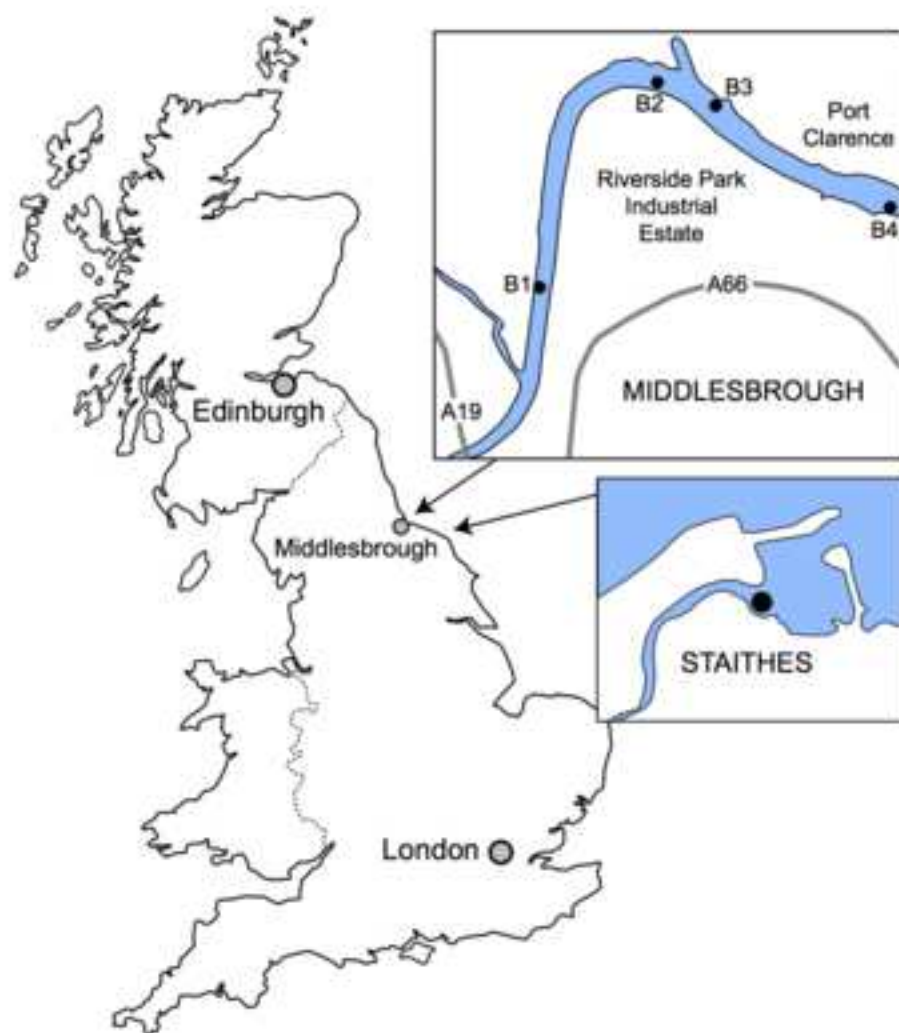 B2
B3
Port
Clarence
Riverside Park
Industrial
Estate
B4
B1
A66
MIDDLESBROUGH
A19
Edinburgh
Middlesbrough
STAITHES
London